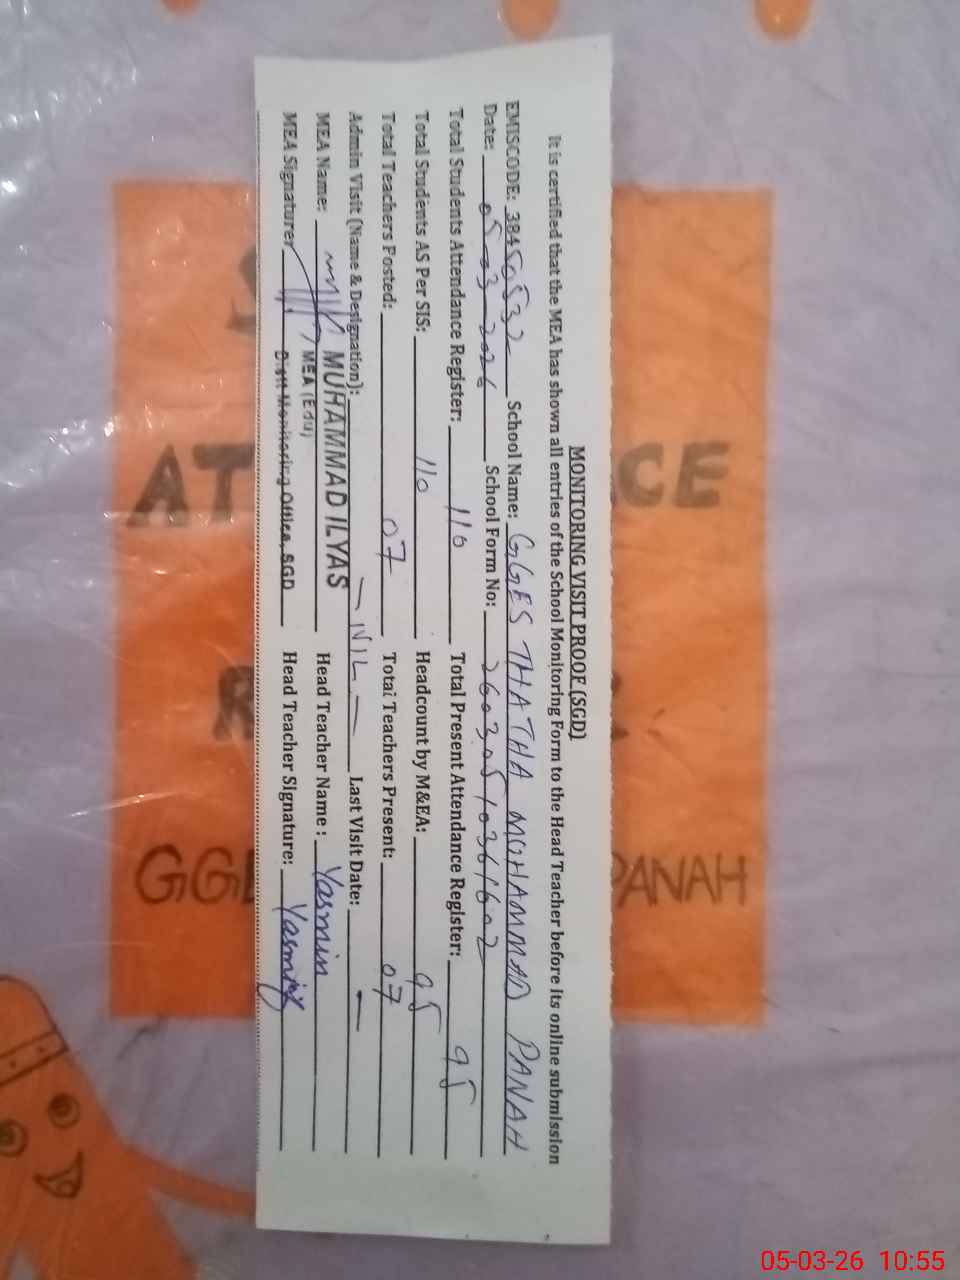 MONITORING VISIT PROOF (SGD)
It is certified that the MEA has shown all entries of the School Monitoring Form to the Head Teacher before its online submission
EMISCODE: 38450532 School Name: GGES THATHA MOHAMMAD PANAH
Date: 05-03-2026 School Form No: 26030510361602
Total Students Attendance Register: 110 Total Present Attendance Register: 95
Total Students AS Per SIS: 110 Headcount by M&EA: 95
Total Teachers Posted: 07 Total Teachers Present: 07
Admin Visit (Name & Designation): — NIL — Last Visit Date: —
MEA Name: MUHAMMAD ILYAS Head Teacher Name: Yasmin
MEA (Edu)
MEA Signaturer Distt Monitoring Office, SGD Head Teacher Signature: Yasmin
CE
AT
R
GGE PANAH
05-03-26 10:55